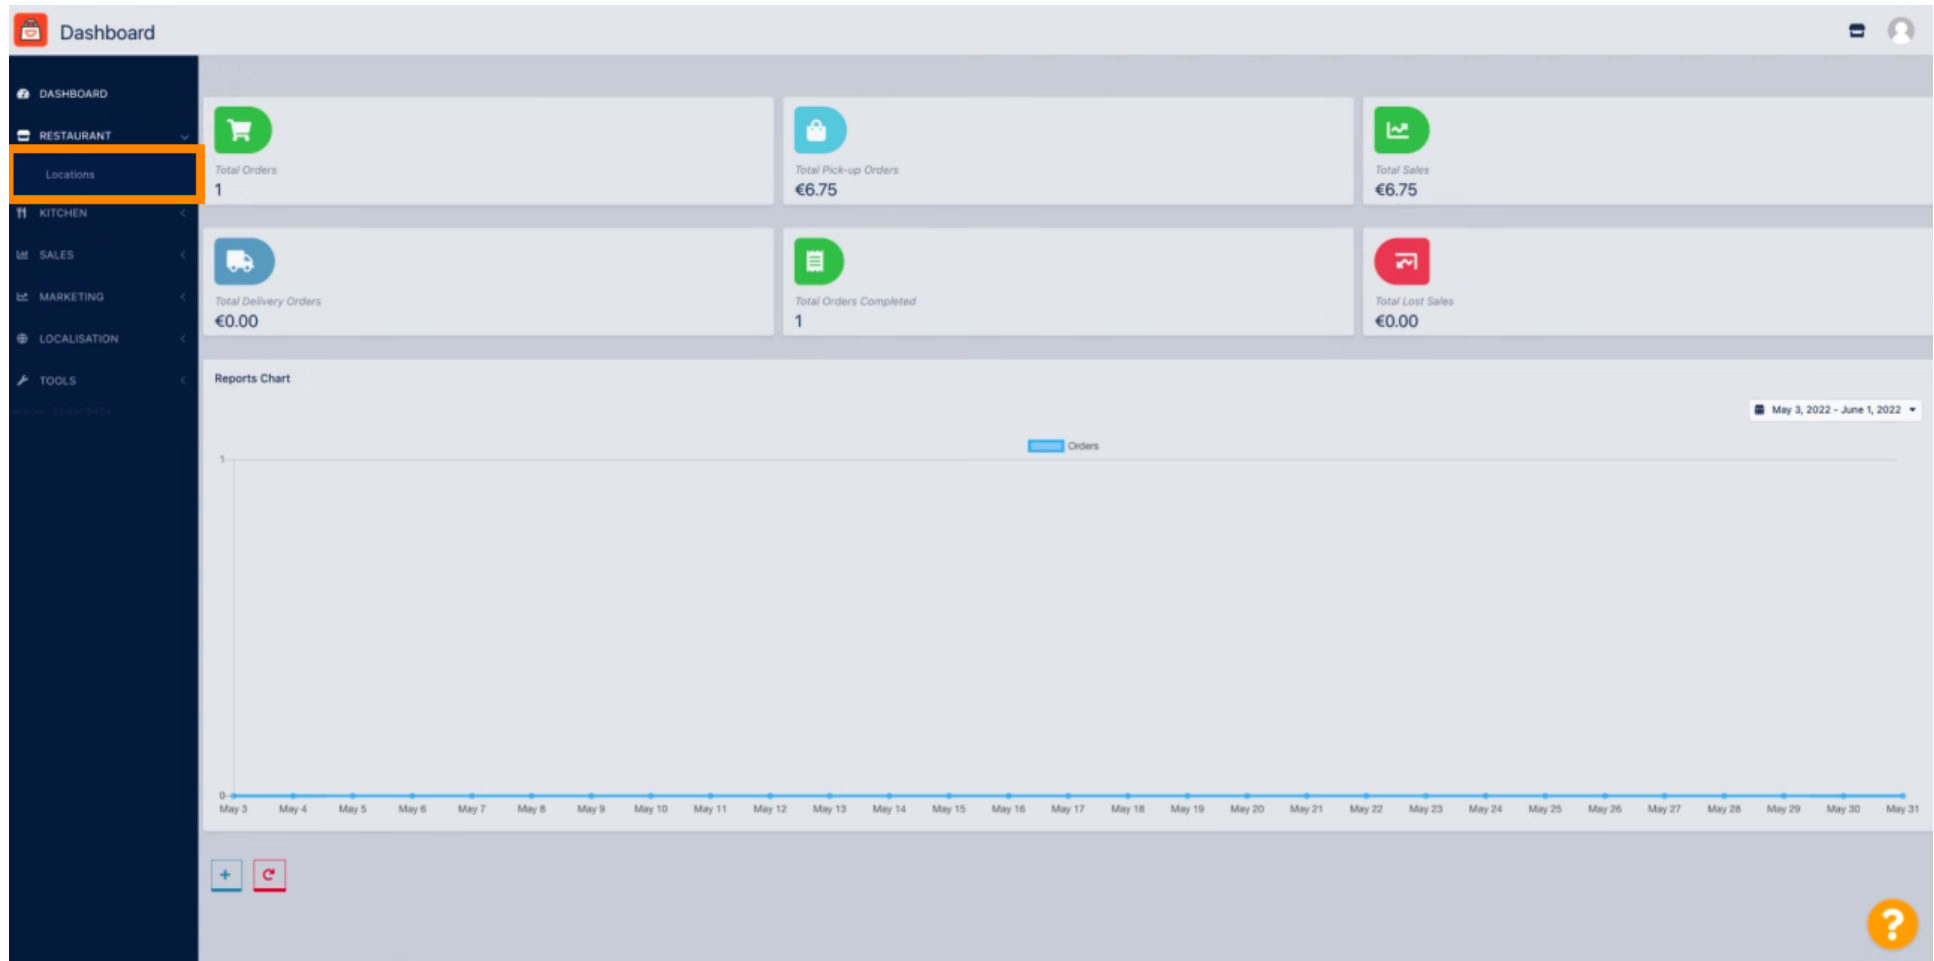 Dashboard
DASHBOARD
RESTAURANT
Locations
KITCHEN
SALES
MARKETING
LOCALISATION
TOOLS
Total Orders
1
Total Pick-up Orders
€6.75
Total Sales
€6.75
Total Delivery Orders
€0.00
Total Orders Completed
1
Total Lost Sales
€0.00
Reports Chart
May 3, 2022 - June 1, 2022
Orders
1
0
May 3 May 4 May 5 May 6 May 7 May 8 May 9 May 10 May 11 May 12 May 13 May 14 May 15 May 16 May 17 May 18 May 19 May 20 May 21 May 22 May 23 May 24 May 25 May 26 May 27 May 28 May 29 May 30 May 31
+
?